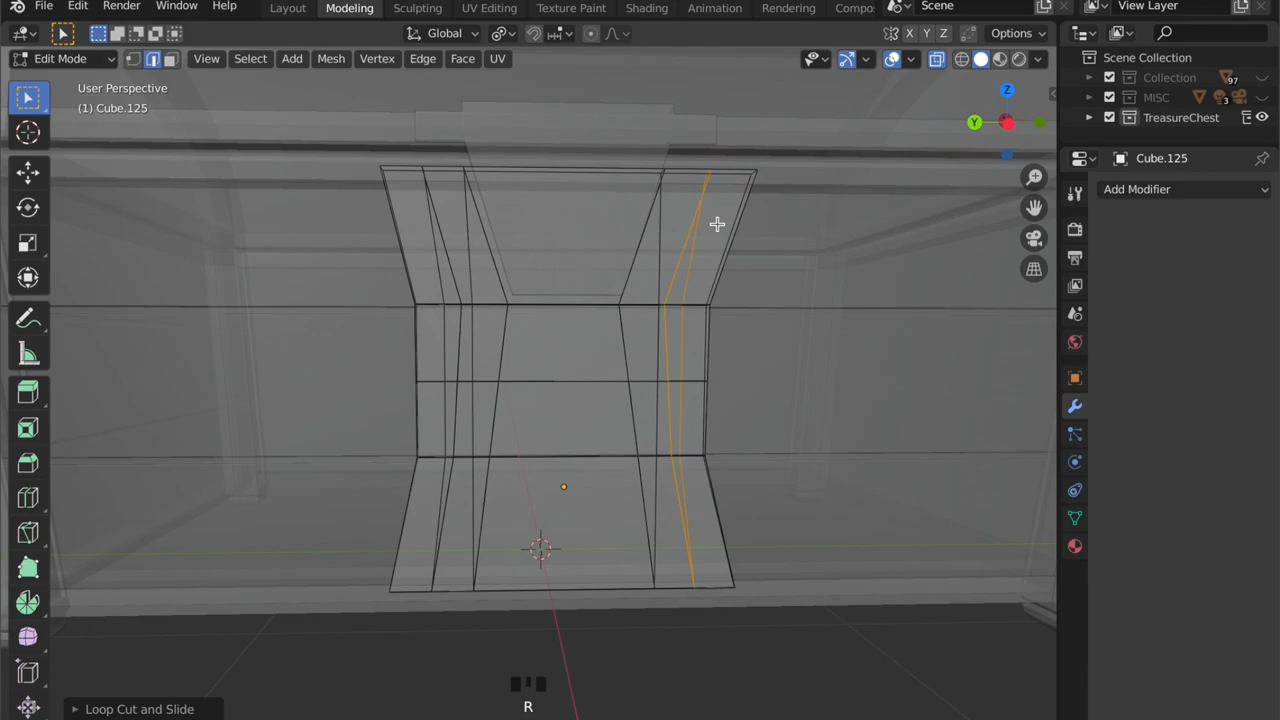 File Edit Render Window Help Layout Modeling Sculpting UV Editing Texture Paint Shading Animation Rendering Compo Scene View Layer
Global X Y Z Options
Edit Mode View Select Add Mesh Vertex Edge Face UV
Scene Collection
Collection 97
MISC 3
TreasureChest
User Perspective
(1) Cube.125
Z
Y
Cube.125
Add Modifier
R
Loop Cut and Slide